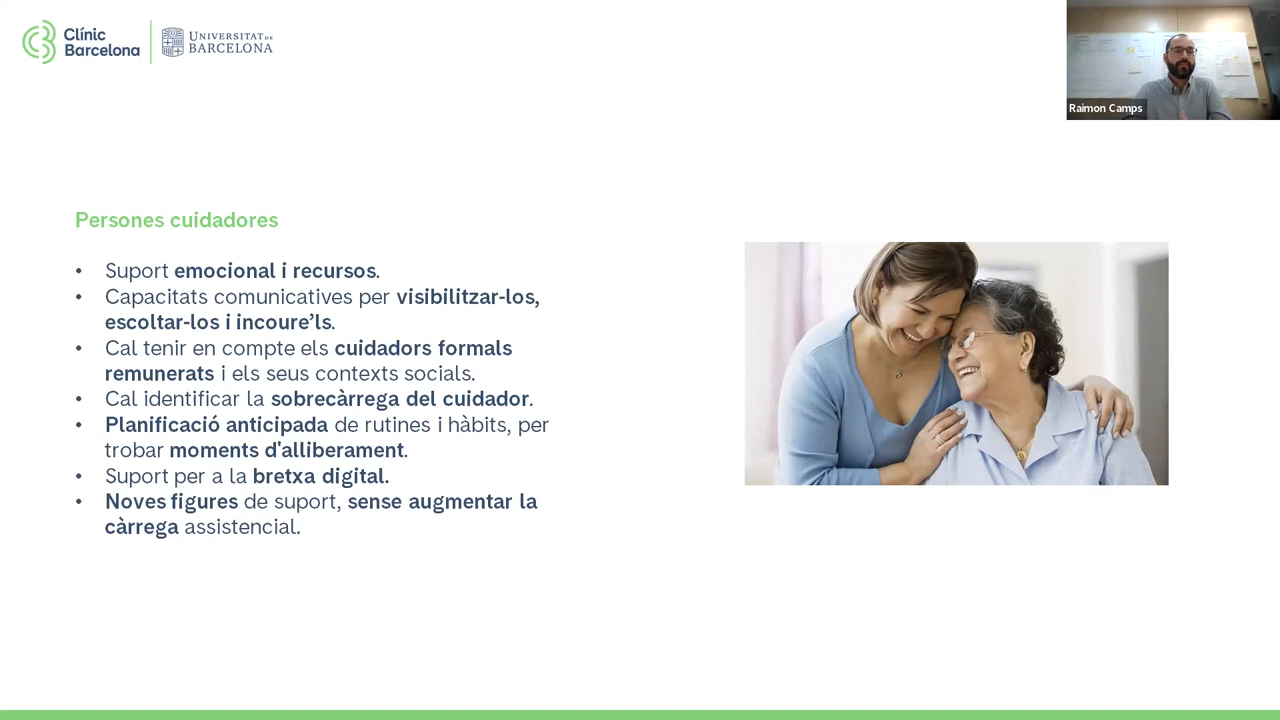 Clínic
Barcelona
UNIVERSITAT DE
BARCELONA
Raimon Camps
Persones cuidadores
• Suport emocional i recursos.
• Capacitats comunicatives per visibilitzar-los,
escoltar-los i incoure’ls.
• Cal tenir en compte els cuidadors formals
remunerats i els seus contexts socials.
• Cal identificar la sobrecàrrega del cuidador.
• Planificació anticipada de rutines i hàbits, per
trobar moments d'alliberament.
• Suport per a la bretxa digital.
• Noves figures de suport, sense augmentar la
càrrega assistencial.